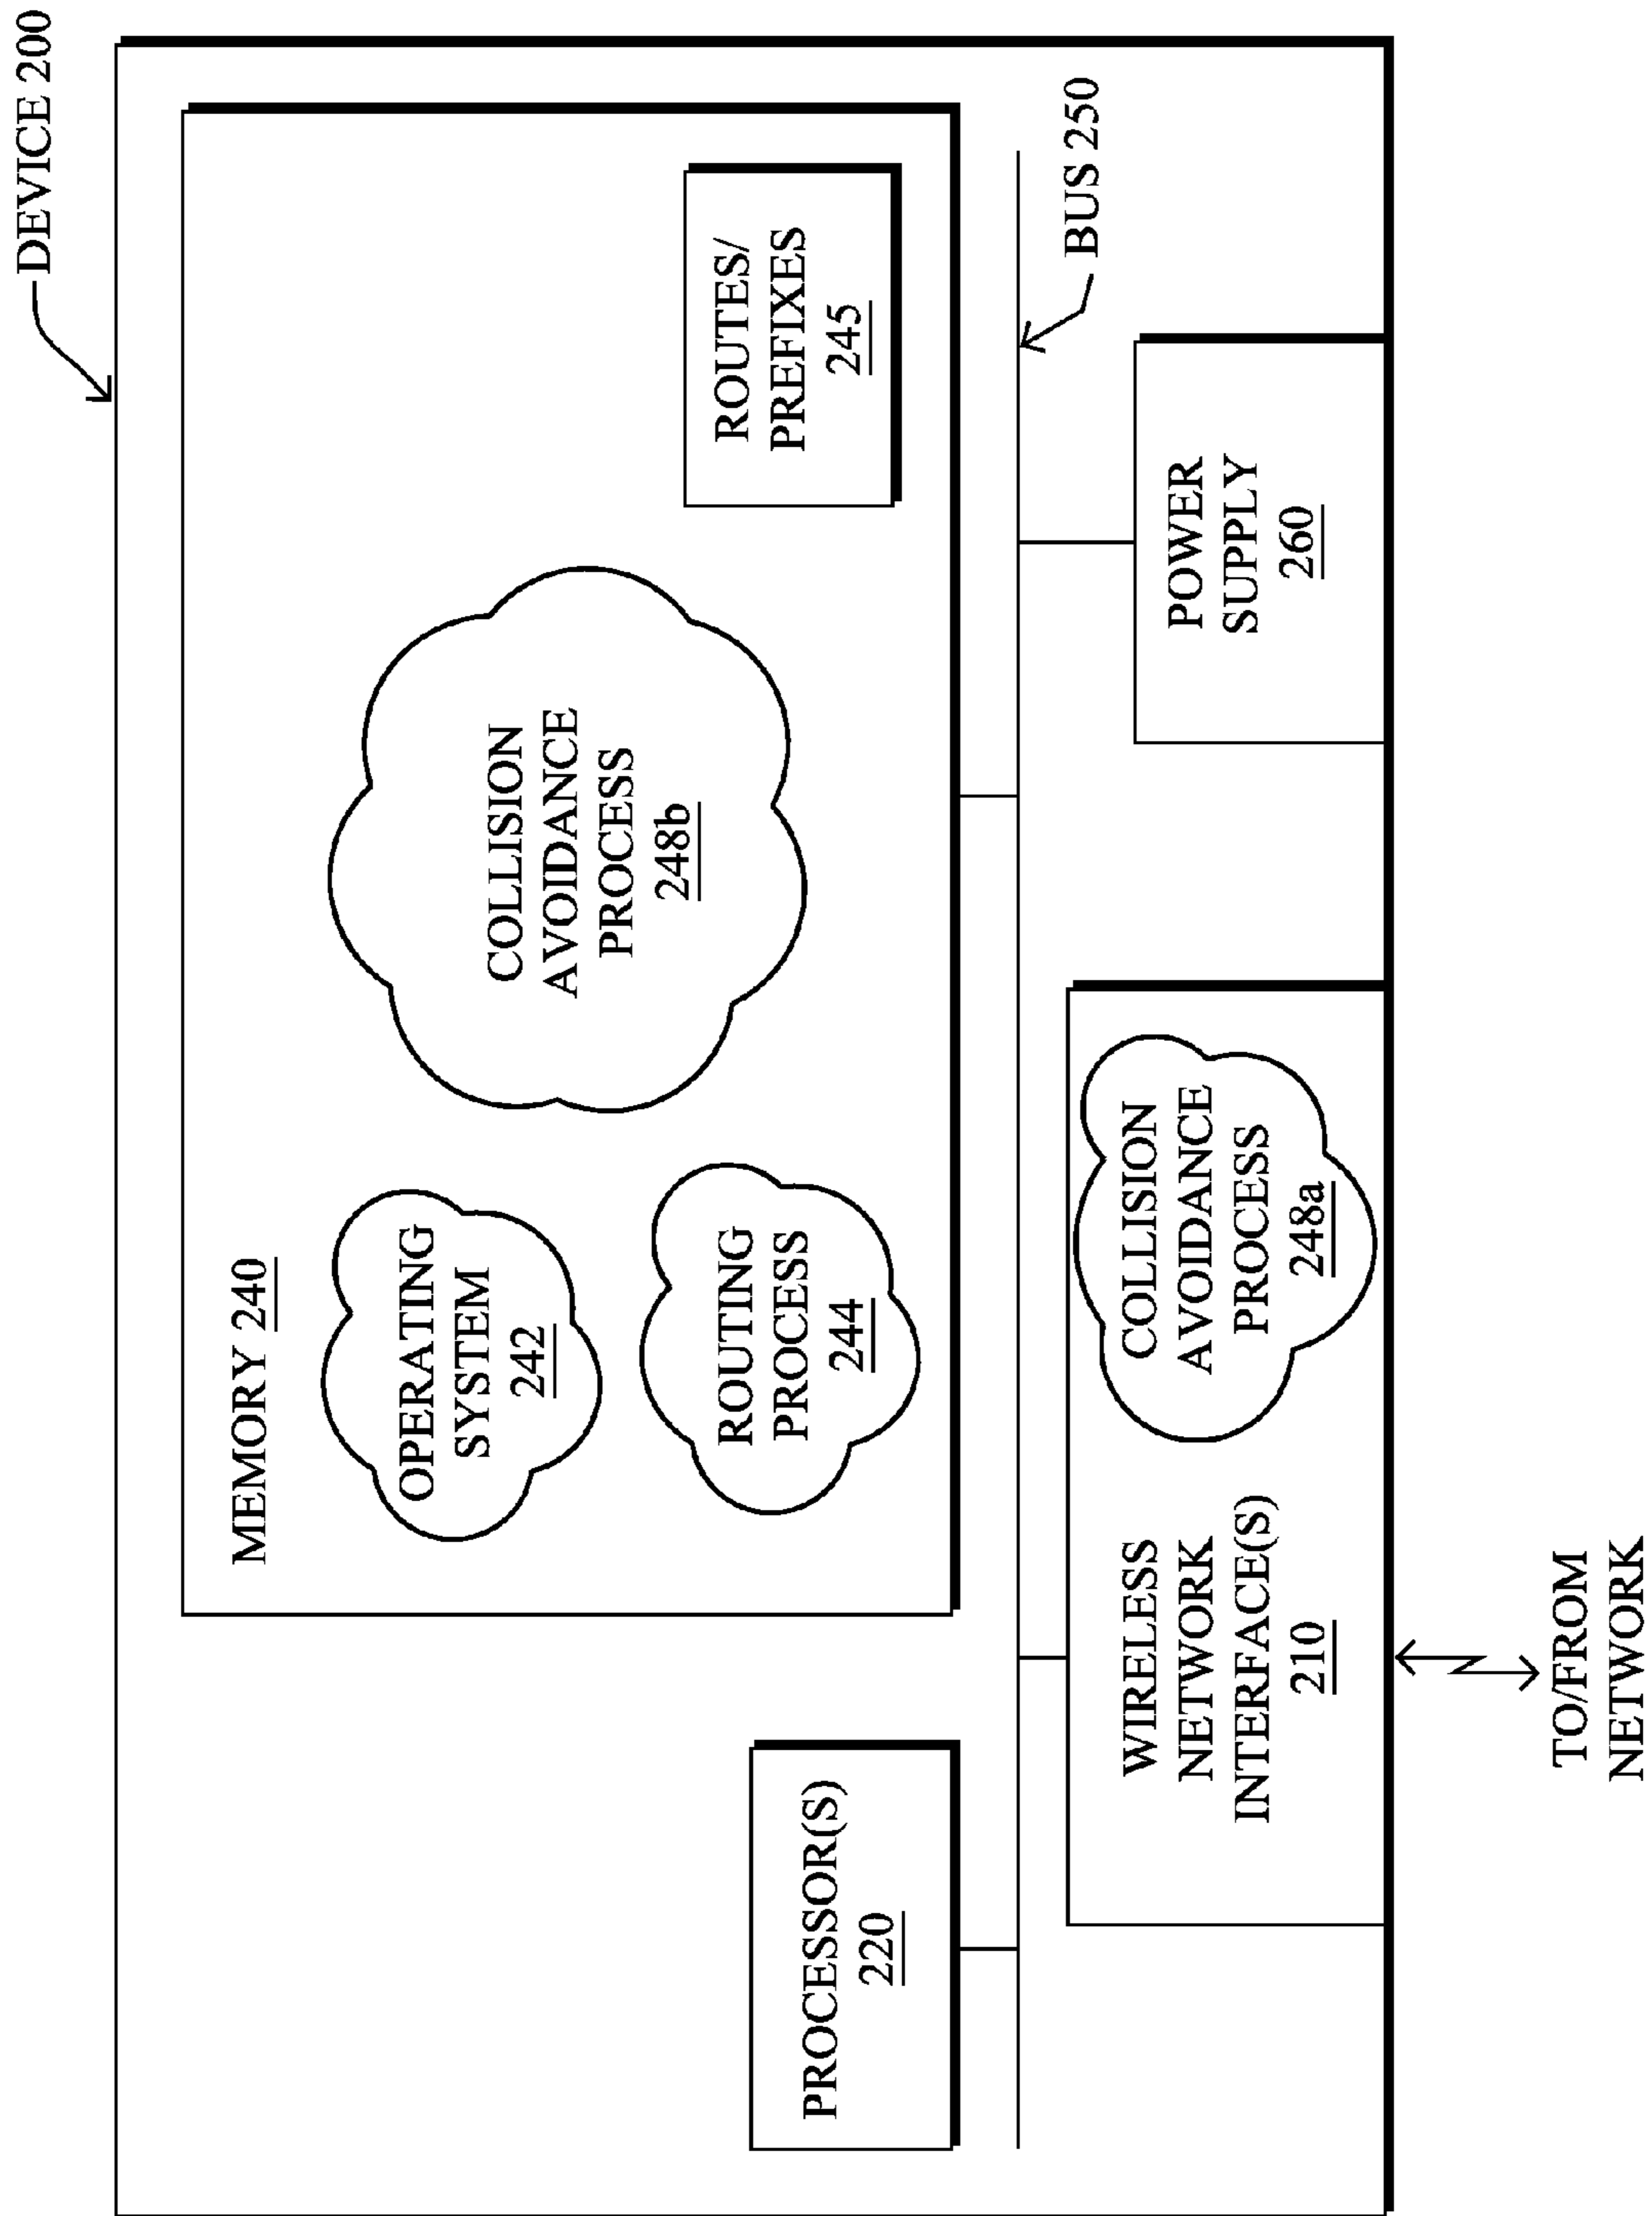 DEVICE 200
MEMORY 240
OPERATING
SYSTEM
242
ROUTING
PROCESS
244
COLLISION
AVOIDANCE
PROCESS
248b
ROUTES/
PREFIXES
245
PROCESSOR(S)
220
BUS 250
WIRELESS
NETWORK
INTERFACE(S)
210
COLLISION
AVOIDANCE
PROCESS
248a
POWER
SUPPLY
260
TO/FROM
NETWORK